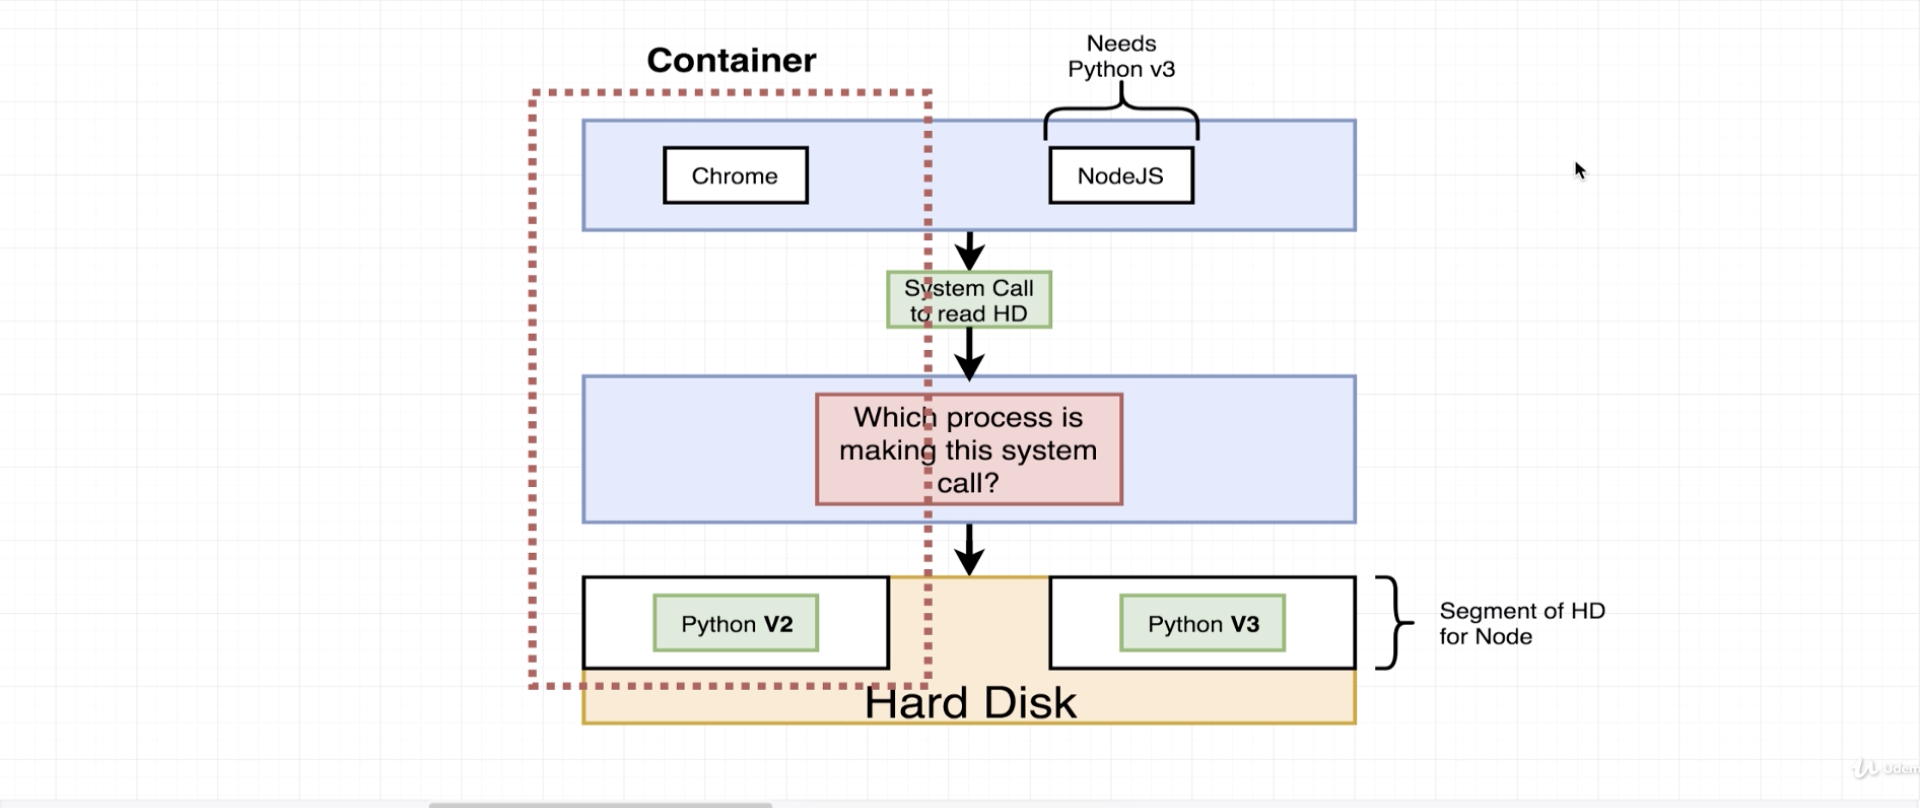 Container
Needs
Python v3
Chrome
NodeJS
System Call
to read HD
Which process is
making this system
call?
Python V2
Python V3
Segment of HD
for Node
Hard Disk
Udem